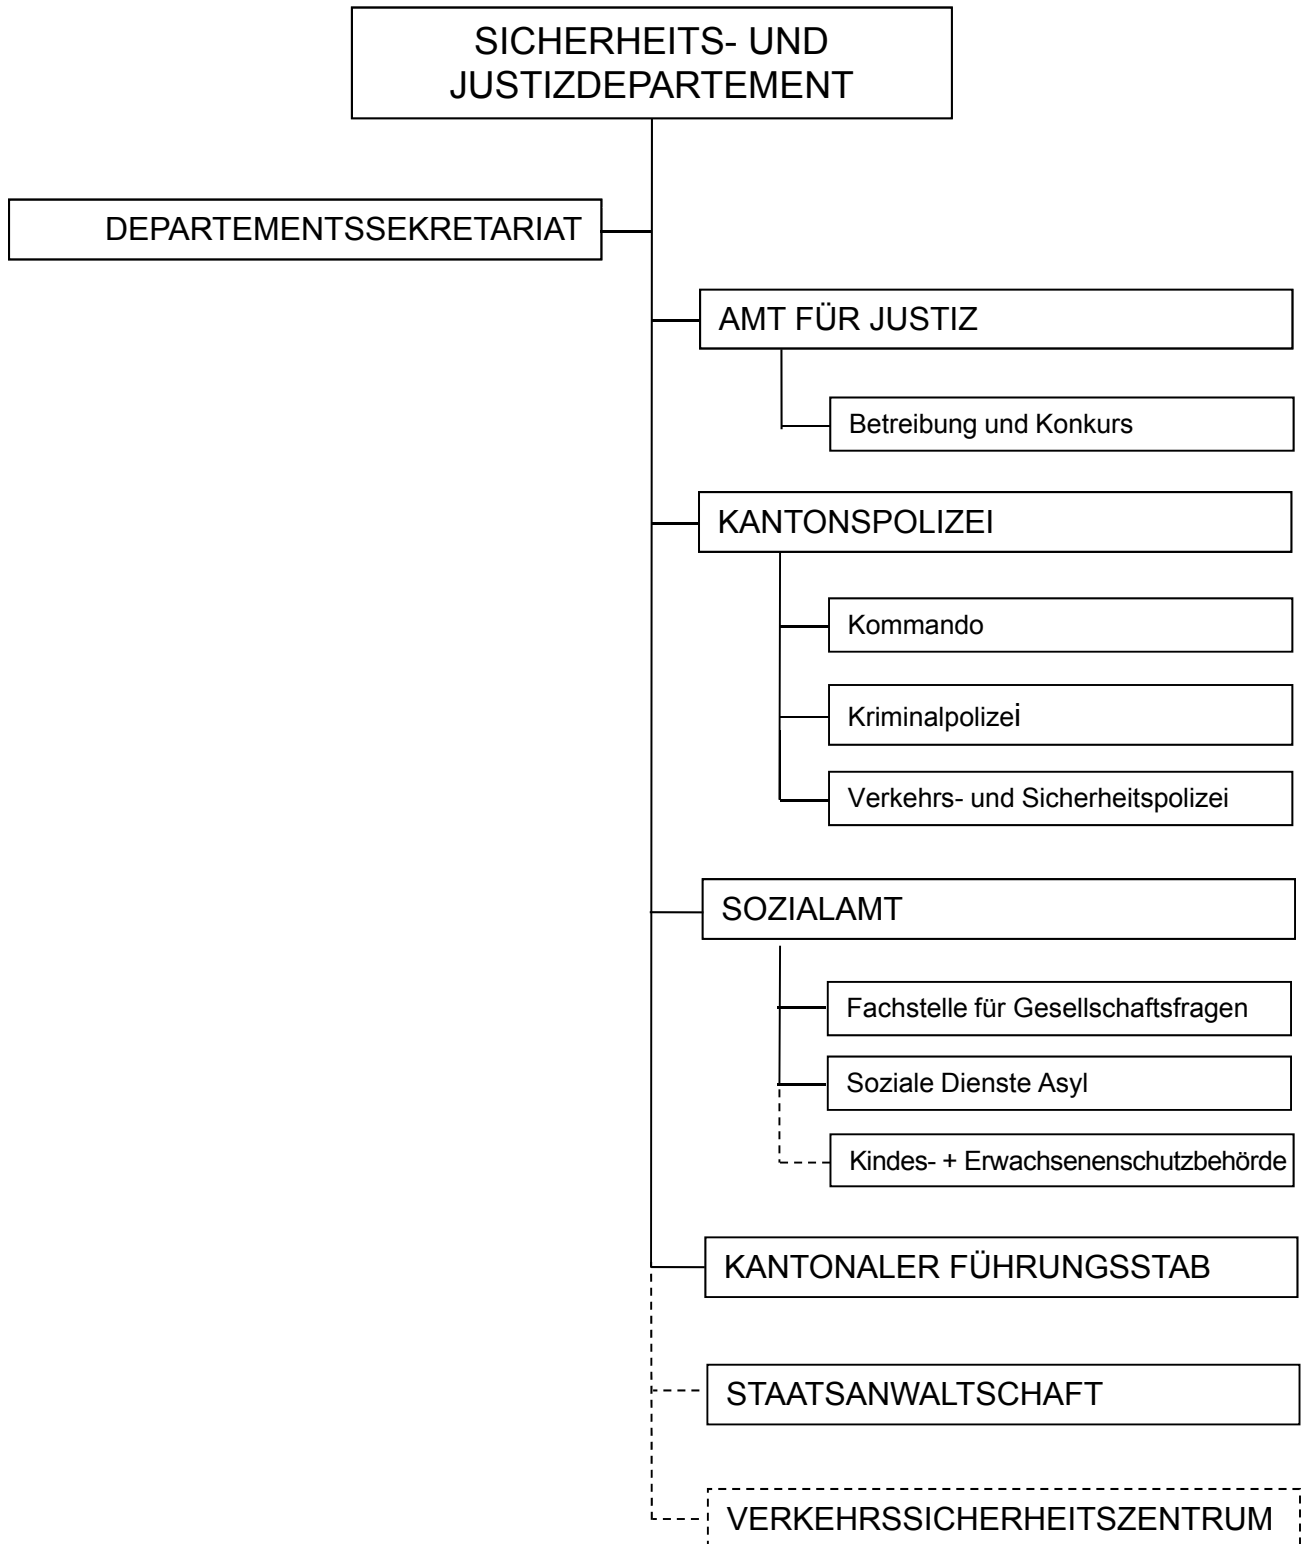 SICHERHEITS- UND
JUSTIZDEPARTEMENT
DEPARTEMENTSSEKRETARIAT
AMT FÜR JUSTIZ
Betreibung und Konkurs
KANTONSPOLIZEI
Kommando
Kriminalpolizei
Verkehrs- und Sicherheitspolizei
SOZIALAMT
Fachstelle für Gesellschaftsfragen
Soziale Dienste Asyl
Kindes- + Erwachsenenschutzbehörde
KANTONALER FÜHRUNGSSTAB
STAATSANWALTSCHAFT
VERKEHRSSICHERHEITSZENTRUM